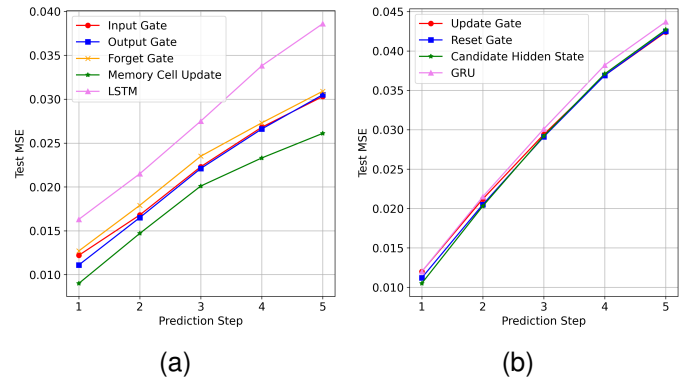 0.040
0.035
0.030
0.025
0.020
0.015
0.010
Test MSE
Input Gate
Output Gate
Forget Gate
Memory Cell Update
LSTM
1 2 3 4 5
Prediction Step
(a)
0.045
0.040
0.035
0.030
0.025
0.020
0.015
0.010
Test MSE
Update Gate
Reset Gate
Candidate Hidden State
GRU
1 2 3 4 5
Prediction Step
(b)